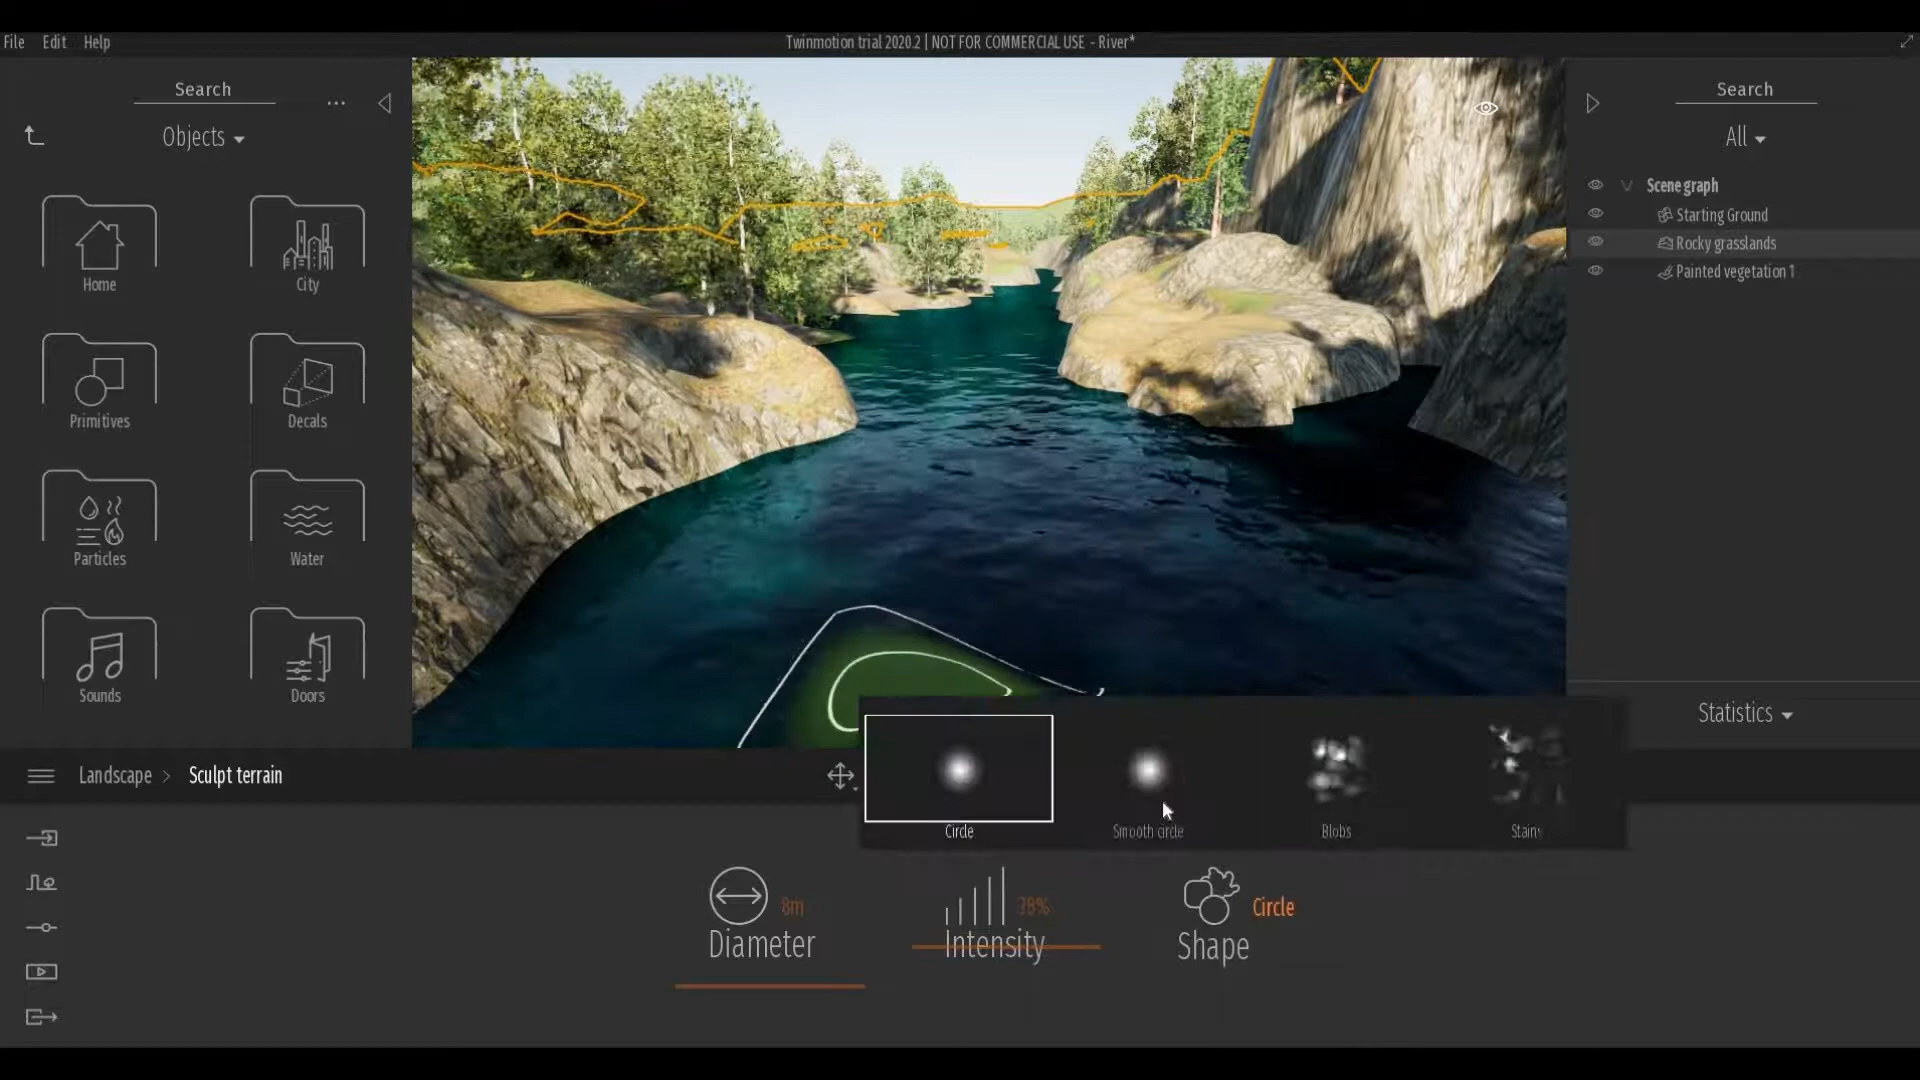 File Edit Help
Twinmotion trial 2020.2 | NOT FOR COMMERCIAL USE - River*
Search
...
Objects
Home
City
Primitives
Decals
Particles
Water
Sounds
Doors
Search
All
Scene graph
Starting Ground
Rocky grasslands
Painted vegetation 1
Statistics
Landscape > Sculpt terrain
Circle
Smooth circle
Blobs
Stain
8m
Diameter
38%
Intensity
Circle
Shape